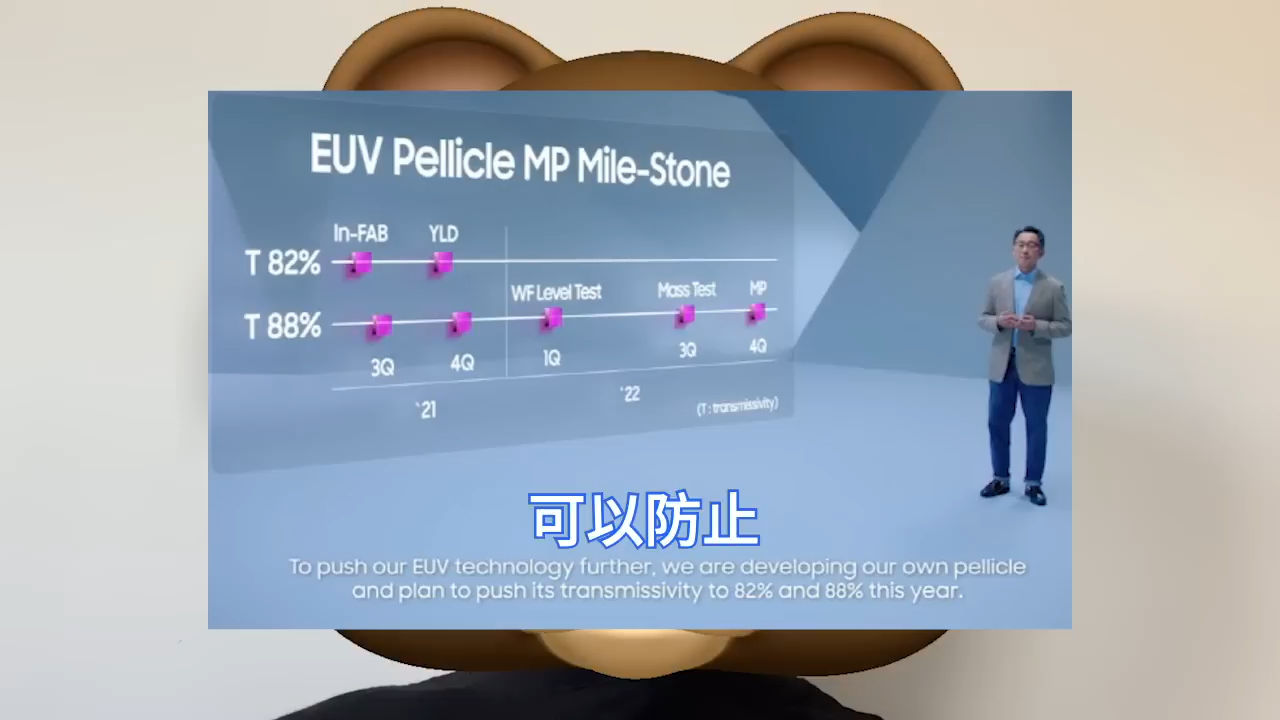 EUV Pellicle MP Mile-Stone
In-FAB YLD
T 82%
WF Level Test Mass Test MP
T 88%
3Q 4Q 1Q 3Q 4Q
`21 `22
(T : transmissivity)
可以防止
To push our EUV technology further, we are developing our own pellicle
and plan to push its transmissivity to 82% and 88% this year.